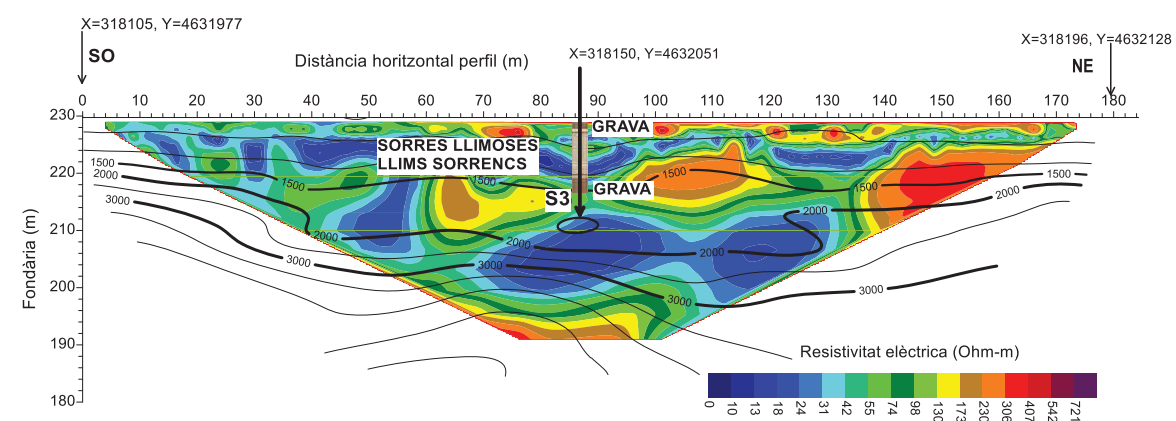 X=318105, Y=4631977
X=318150, Y=4632051
X=318196, Y=4632128
SO
Distància horitzontal perfil (m)
NE
0 10 20 30 40 50 60 70 80 90 100 110 120 130 140 150 160 170 180
Fondària (m)
230
220
210
200
190
180
GRAVA
SORRES LLIMOSES
LLIMS SORRENCS
GRAVA
S3
1500
2000
3000
1500
1500
1500
1500
2000
2000
2000
2000
2000
3000
3000
3000
3000
Resistivitat elèctrica (Ohm-m)
0 10 13 18 24 31 42 55 74 98 130 173 230 306 407 542 721